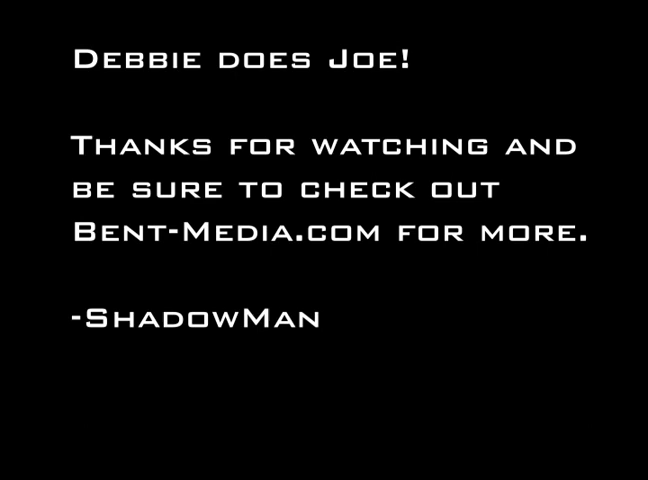 Debbie does Joe!
Thanks for watching and
be sure to check out
Bent-Media.com for more.
-ShadowMan